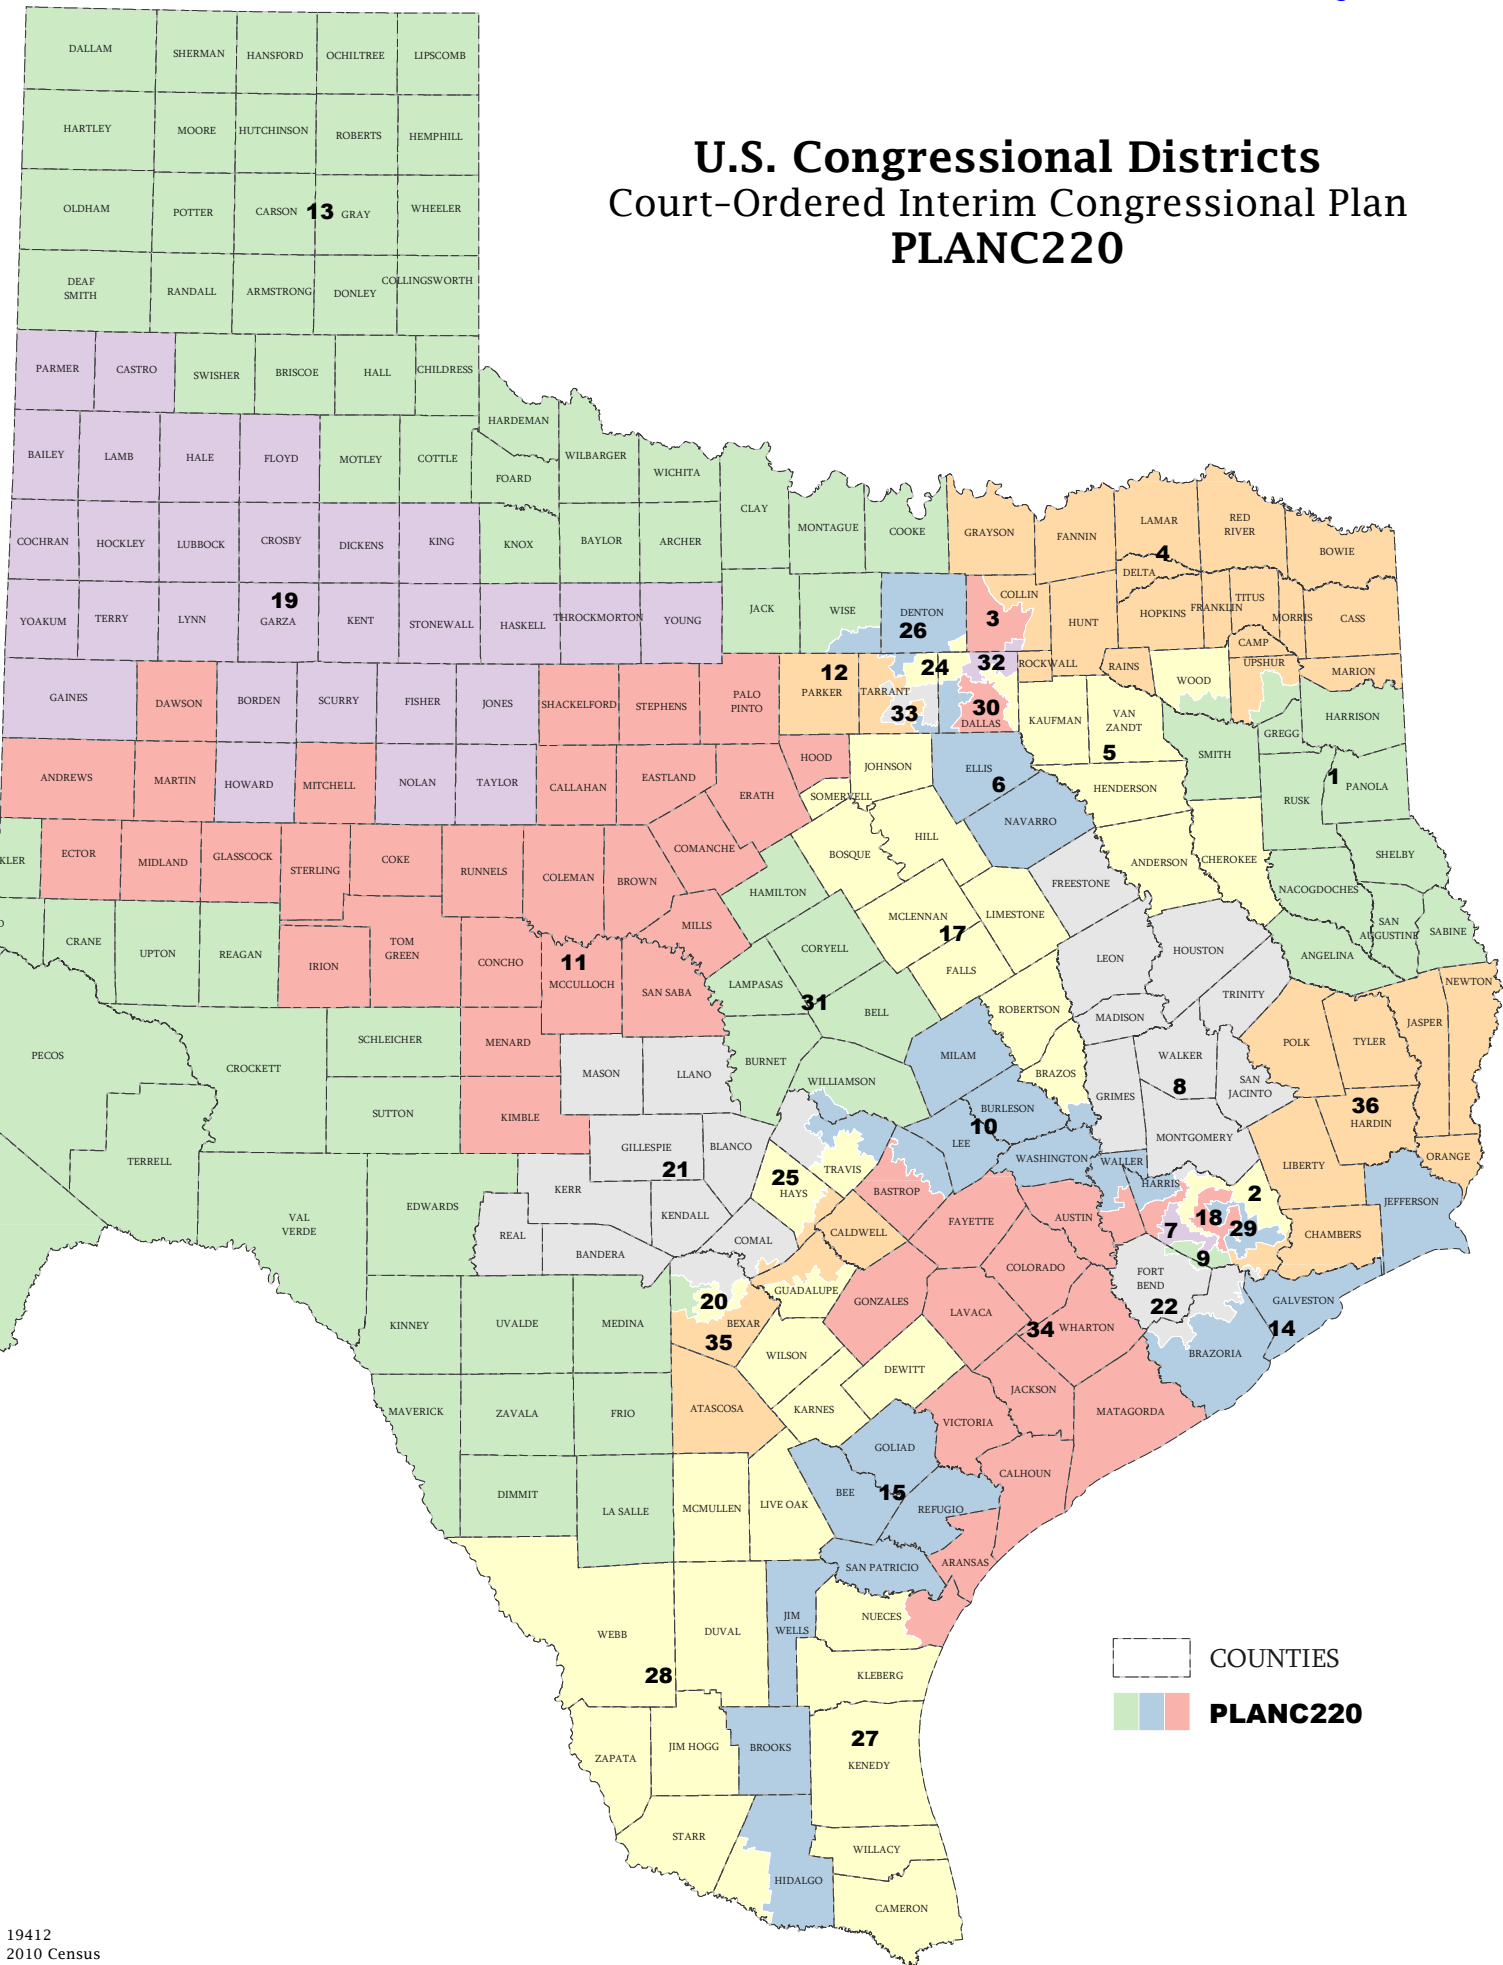 U.S. Congressional Districts
Court-Ordered Interim Congressional Plan
PLANC220
DALLAM SHERMAN HANSFORD OCHILTREE LIPSCOMB
HARTLEY MOORE HUTCHINSON ROBERTS HEMPHILL
OLDHAM POTTER CARSON 13 GRAY WHEELER
DEAF
SMITH RANDALL ARMSTRONG DONLEY COLLINGSWORTH
PARMER CASTRO SWISHER BRISCOE HALL CHILDRESS
HARDEMAN
BAILEY LAMB HALE FLOYD MOTLEY COTTLE FOARD WILBARGER WICHITA
CLAY MONTAGUE COOKE GRAYSON FANNIN LAMAR RED
RIVER BOWIE
4
COCHRAN HOCKLEY LUBBOCK CROSBY DICKENS KING KNOX BAYLOR ARCHER
DELTA
YOAKUM TERRY LYNN 19
GARZA KENT STONEWALL HASKELL THROCKMORTON YOUNG JACK WISE DENTON
26 3 COLLIN HUNT HOPKINS FRANKLIN TITUS MORRIS CASS
CAMP
GAINES DAWSON BORDEN SCURRY FISHER JONES SHACKELFORD STEPHENS PALO
PINTO 12
PARKER TARRANT 24 32 ROCKWALL RAINS WOOD UPSHUR MARION
33 30
DALLAS KAUFMAN VAN
ZANDT GREGG HARRISON
ANDREWS MARTIN HOWARD MITCHELL NOLAN TAYLOR CALLAHAN EASTLAND ERATH HOOD JOHNSON ELLIS
6 5 SMITH RUSK 1 PANOLA
SOMERVELL HENDERSON
KLER ECTOR MIDLAND GLASSCOCK STERLING COKE RUNNELS COLEMAN BROWN COMANCHE BOSQUE HILL NAVARRO ANDERSON CHEROKEE SHELBY
HAMILTON FREESTONE NACOGDOCHES
O CRANE UPTON REAGAN IRION TOM
GREEN CONCHO 11
MCCULLOCH MILLS SAN SABA CORYELL MCLENNAN
17 LIMESTONE FALLS LEON HOUSTON ANGELINA SAN
AUGUSTINE SABINE
LAMPASAS 31 BELL ROBERTSON MADISON TRINITY NEWTON
PECOS CROCKETT SCHLEICHER MENARD MASON LLANO BURNET MILAM BRAZOS WALKER POLK TYLER JASPER
WILLIAMSON 8 SAN
JACINTO
SUTTON KIMBLE BURLESON GRIMES 36
HARDIN
GILLESPIE BLANCO 10
LEE MONTGOMERY
TERRELL 21 TRAVIS WASHINGTON WALLER LIBERTY ORANGE
25
HAYS BASTROP HARRIS 2 JEFFERSON
VAL
VERDE EDWARDS KERR KENDALL FAYETTE AUSTIN 18 29
7
REAL BANDERA COMAL CALDWELL CHAMBERS
9
COLORADO FORT
BEND
20 GUADALUPE GONZALES LAVACA 22 GALVESTON
KINNEY UVALDE MEDINA BEXAR
35 34 WHARTON 14
WILSON DEWITT BRAZORIA
MAVERICK ZAVALA FRIO ATASCOSA KARNES JACKSON MATAGORDA
VICTORIA
GOLIAD
DIMMIT LA SALLE MCMULLEN LIVE OAK BEE 15 CALHOUN
REFUGIO
SAN PATRICIO ARANSAS
WEBB DUVAL JIM
WELLS NUECES
28 KLEBERG
COUNTIES
PLANC220
ZAPATA JIM HOGG BROOKS 27
KENEDY
STARR WILLACY
HIDALGO
CAMERON
19412
2010 Census